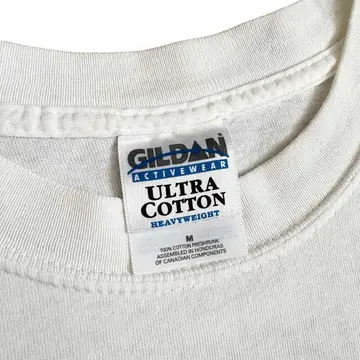 GILDAN
ACTIVEWEAR
ULTRA
COTTON
HEAVYWEIGHT
M
100% COTTON PRESHRUNK
ASSEMBLED IN HONDURAS
OF CANADIAN COMPONENTS